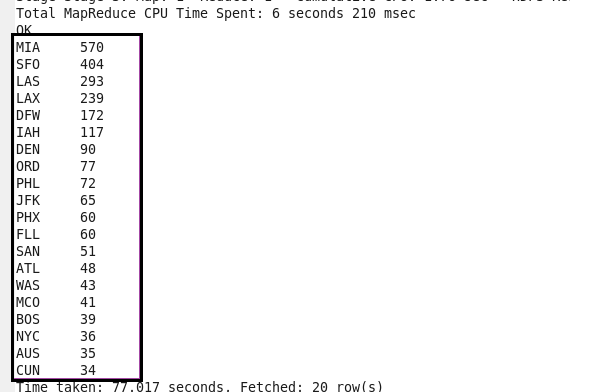 Total MapReduce CPU Time Spent: 6 seconds 210 msec
OK
MIA 570
SFO 404
LAS 293
LAX 239
DFW 172
IAH 117
DEN 90
ORD 77
PHL 72
JFK 65
PHX 60
FLL 60
SAN 51
ATL 48
WAS 43
MCO 41
BOS 39
NYC 36
AUS 35
CUN 34
Time taken: 77.017 seconds. Fetched: 20 row(s)